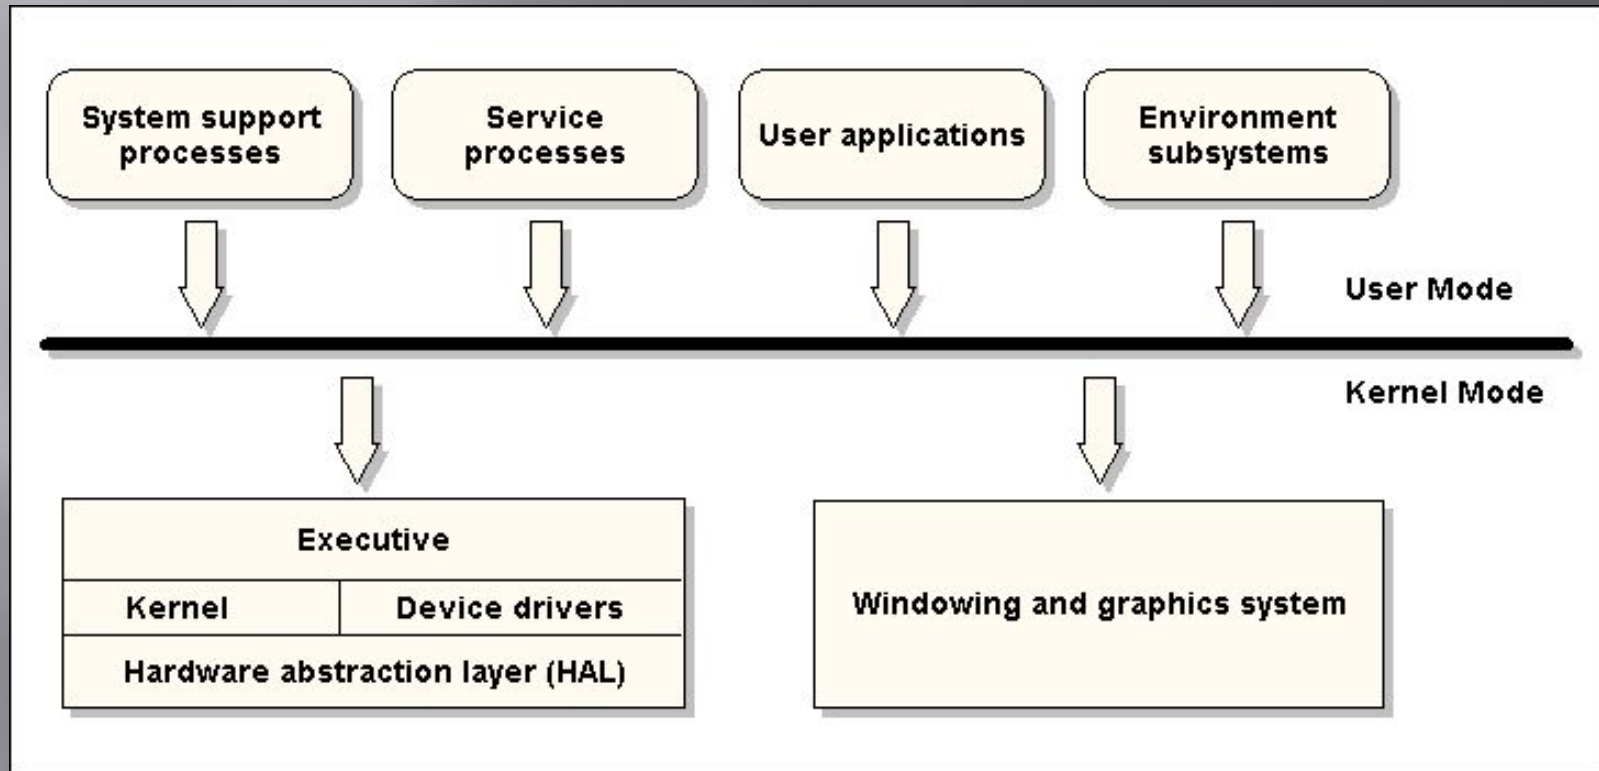 System support
processes
Service
processes
User applications
Environment
subsystems
User Mode
Kernel Mode
Executive
Kernel
Device drivers
Hardware abstraction layer (HAL)
Windowing and graphics system